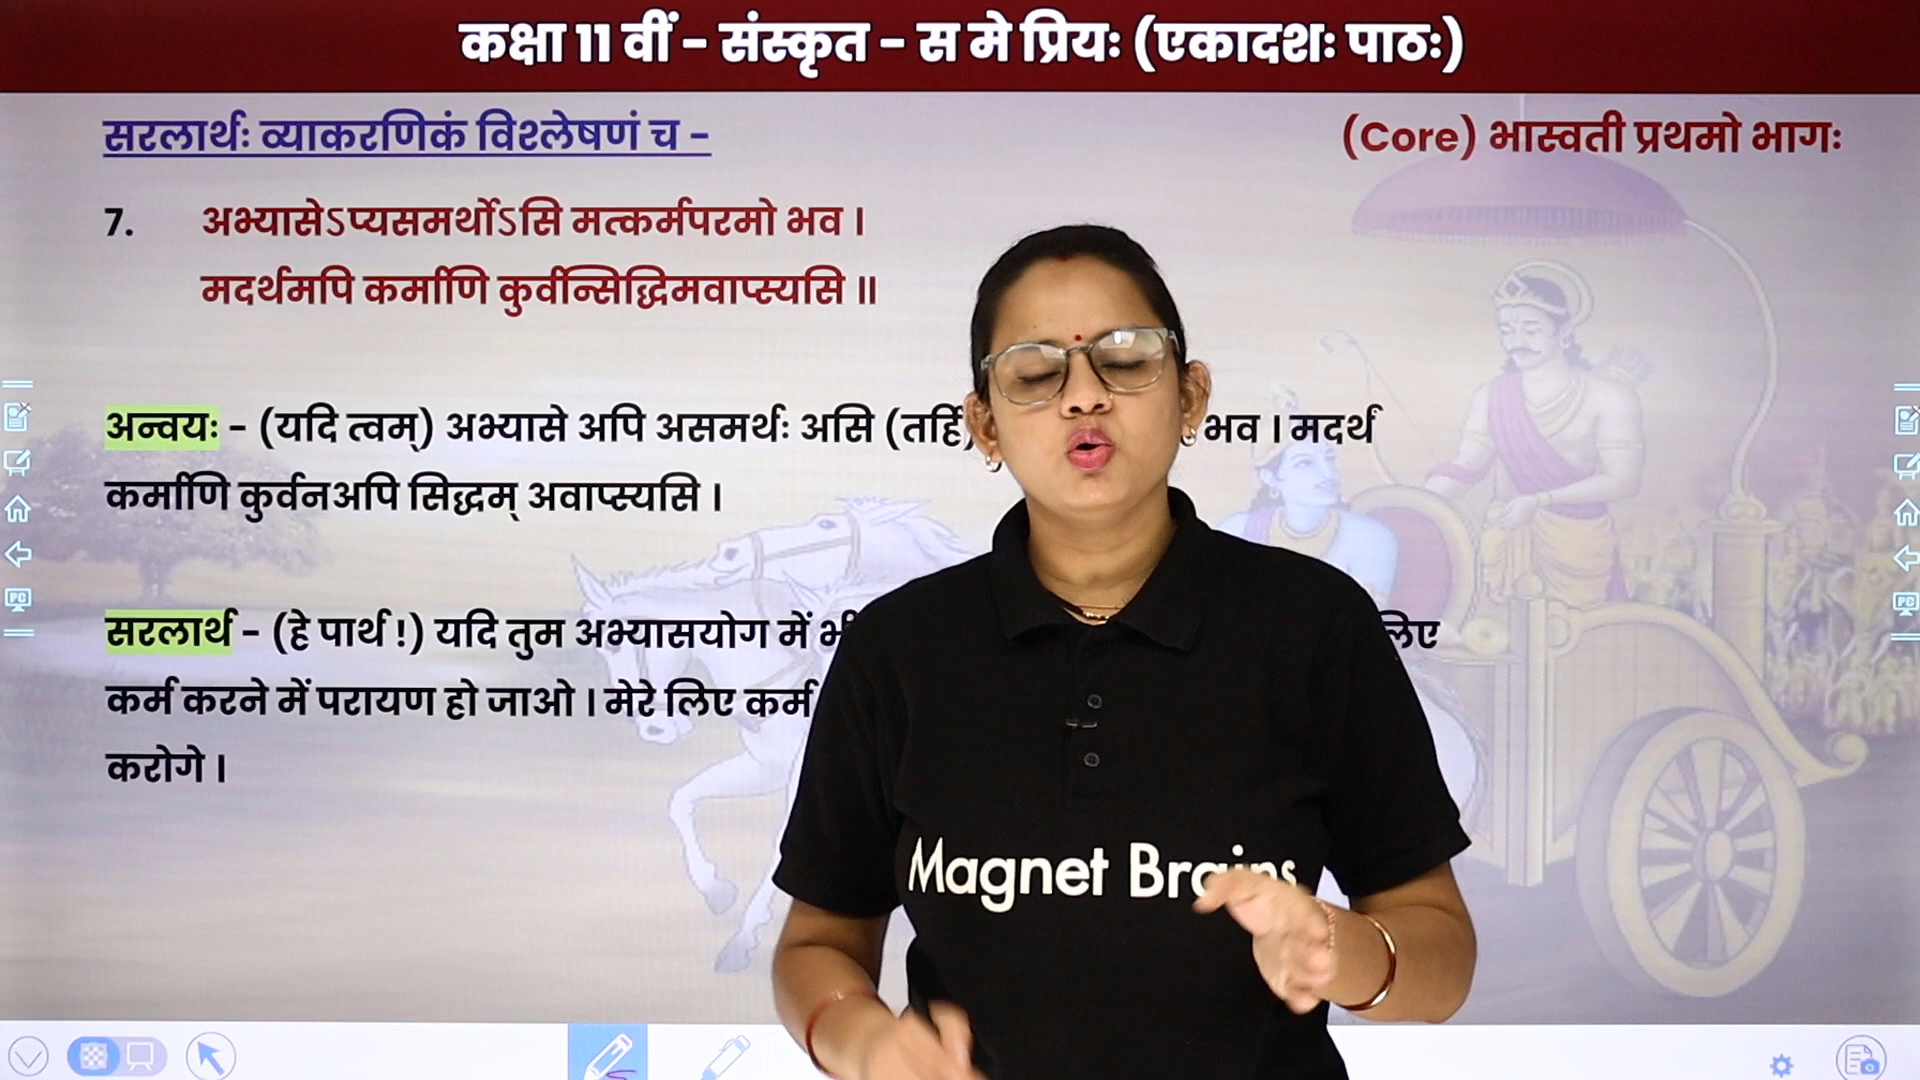 कक्षा 11 वीं - संस्कृत - स मे प्रियः (एकादशः पाठः)
सरलार्थः व्याकरणिकं विश्लेषणं च -
(Core) भास्वती प्रथमो भागः
7. अभ्यासेऽप्यसमर्थोऽसि मत्कर्मपरमो भव ।
मदर्थमपि कर्माणि कुर्वन्सिद्धिमवाप्स्यसि ॥
अन्वयः - (यदि त्वम्) अभ्यासे अपि असमर्थः असि (तर्हि) भव । मदर्थं
कर्माणि कुर्वनअपि सिद्धम् अवाप्स्यसि ।
सरलार्थ - (हे पार्थ !) यदि तुम अभ्यासयोग में लिए
कर्म करने में परायण हो जाओ । मेरे लिए कर्म
करोगे ।
Magnet Brains
PC
PC